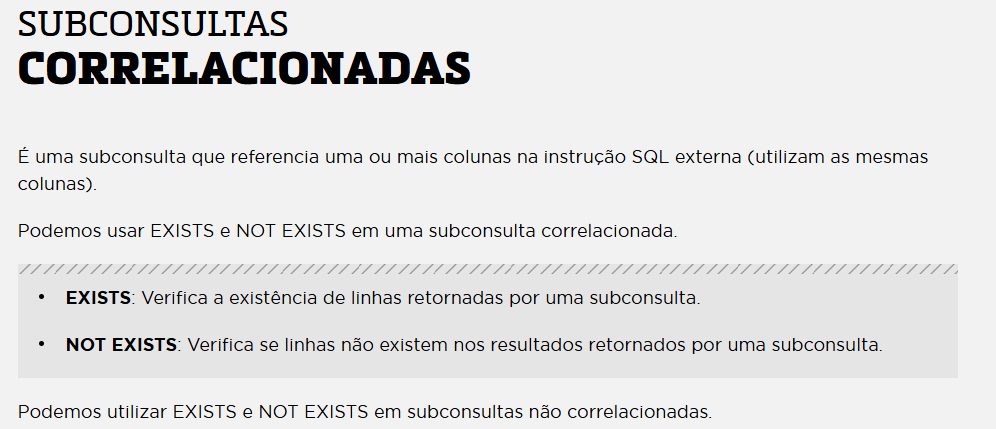 SUBCONSULTAS
CORRELACIONADAS
É uma subconsulta que referencia uma ou mais colunas na instrução SQL externa (utilizam as mesmas
colunas).
Podemos usar EXISTS e NOT EXISTS em uma subconsulta correlacionada.
• EXISTS: Verifica a existência de linhas retornadas por uma subconsulta.
• NOT EXISTS: Verifica se linhas não existem nos resultados retornados por uma subconsulta.
Podemos utilizar EXISTS e NOT EXISTS em subconsultas não correlacionadas.